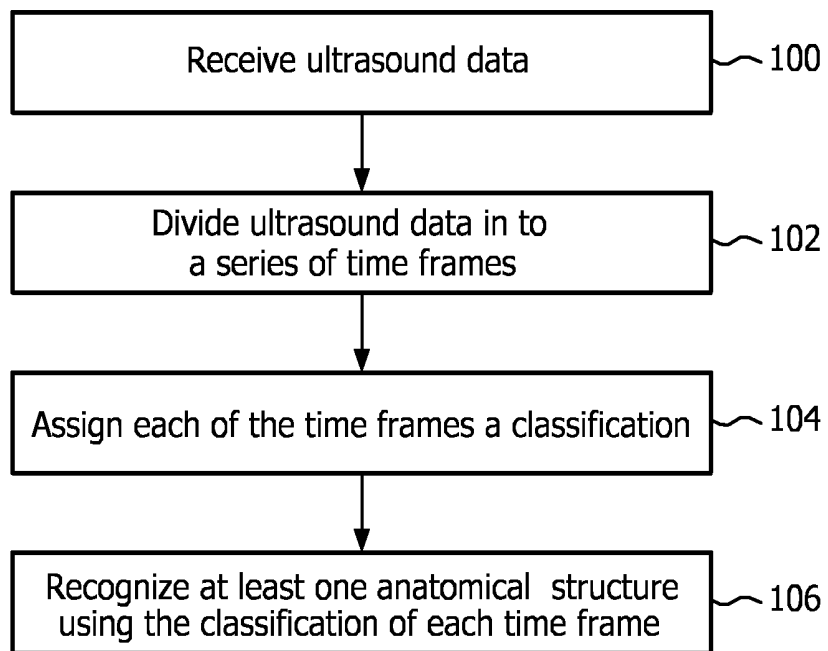 Receive ultrasound data
100
Divide ultrasound data in to
a series of time frames
102
Assign each of the time frames a classification
104
Recognize at least one anatomical structure
using the classification of each time frame
106